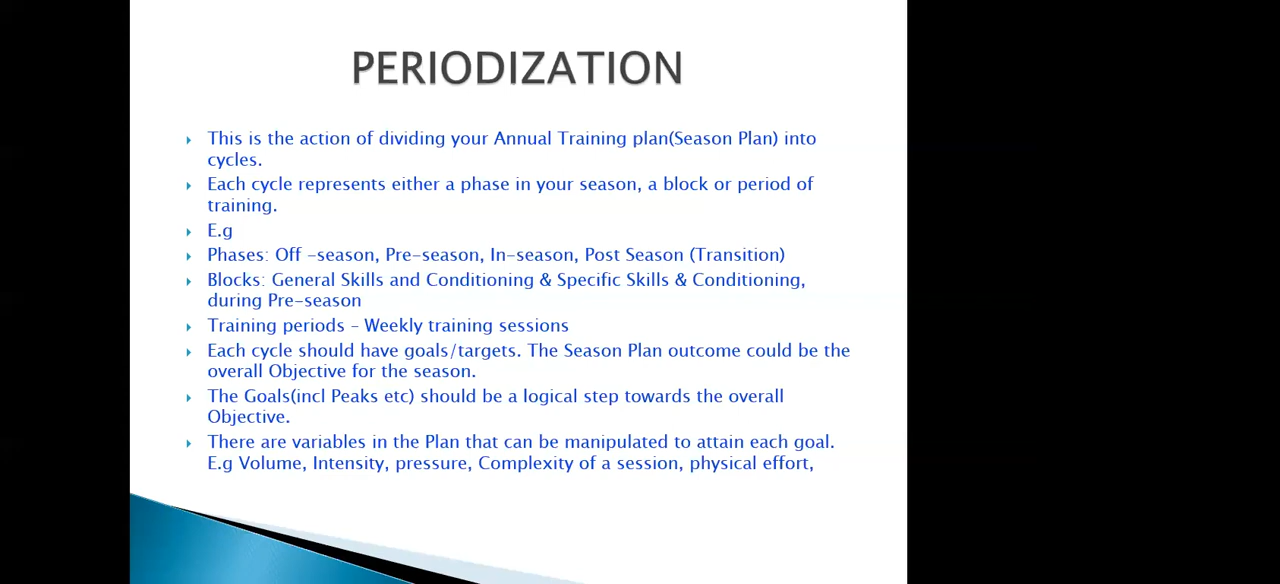 PERIODIZATION
This is the action of dividing your Annual Training plan(Season Plan) into
cycles.
Each cycle represents either a phase in your season, a block or period of
training.
E.g
Phases: Off -season, Pre-season, In-season, Post Season (Transition)
Blocks: General Skills and Conditioning & Specific Skills & Conditioning,
during Pre-season
Training periods - Weekly training sessions
Each cycle should have goals/targets. The Season Plan outcome could be the
overall Objective for the season.
The Goals(incl Peaks etc) should be a logical step towards the overall
Objective.
There are variables in the Plan that can be manipulated to attain each goal.
E.g Volume, Intensity, pressure, Complexity of a session, physical effort,